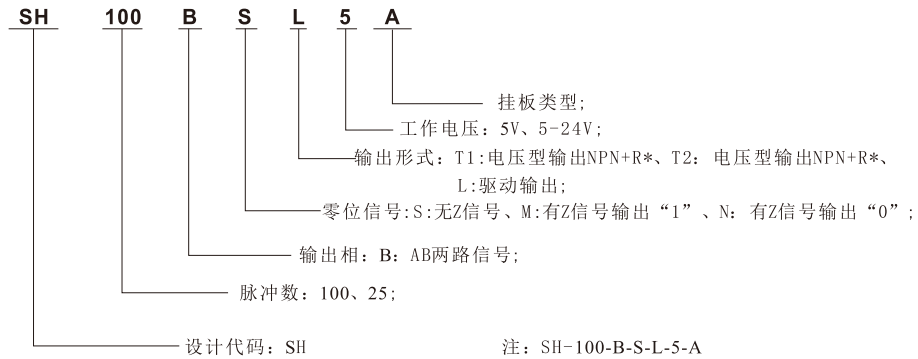 SH 100 B S L 5 A
挂板类型;
工作电压: 5V、5-24V;
输出形式: T1:电压型输出NPN+R*、T2: 电压型输出NPN+R*、
L:驱动输出;
零位信号:S:无Z信号、M:有Z信号输出“1”、N: 有Z信号输出“0”;
输出相: B: AB两路信号;
脉冲数: 100、25;
设计代码: SH
注: SH-100-B-S-L-5-A